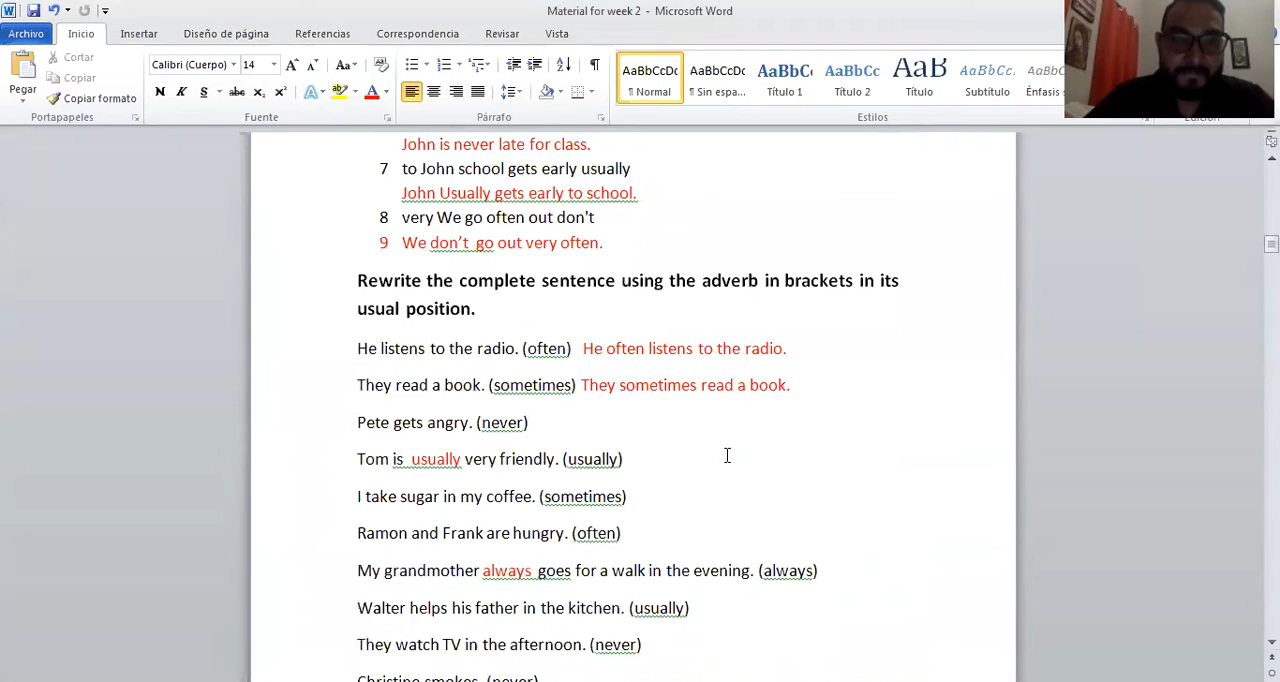 Material for week 2 - Microsoft Word
Archivo Inicio Insertar Diseño de página Referencias Correspondencia Revisar Vista
Cortar
Copiar
Copiar formato
Pegar
Portapapeles
Calibri (Cuerpo) 14
N K S abc x₂ x² A ab A
Fuente
Párrafo
AaBbCcDc AaBbCcDc AaBbC AaBbCc AaB AaBbCc. AaBbCc
¶ Normal ¶ Sin espa... Título 1 Título 2 Título Subtítulo Énfasis
Estilos
John is never late for class.
7 to John school gets early usually
John Usually gets early to school.
8 very We go often out don't
9 We don’t go out very often.
Rewrite the complete sentence using the adverb in brackets in its
usual position.
He listens to the radio. (often) He often listens to the radio.
They read a book. (sometimes) They sometimes read a book.
Pete gets angry. (never)
Tom is usually very friendly. (usually)
I take sugar in my coffee. (sometimes)
Ramon and Frank are hungry. (often)
My grandmother always goes for a walk in the evening. (always)
Walter helps his father in the kitchen. (usually)
They watch TV in the afternoon. (never)
Christine smokes. (never)